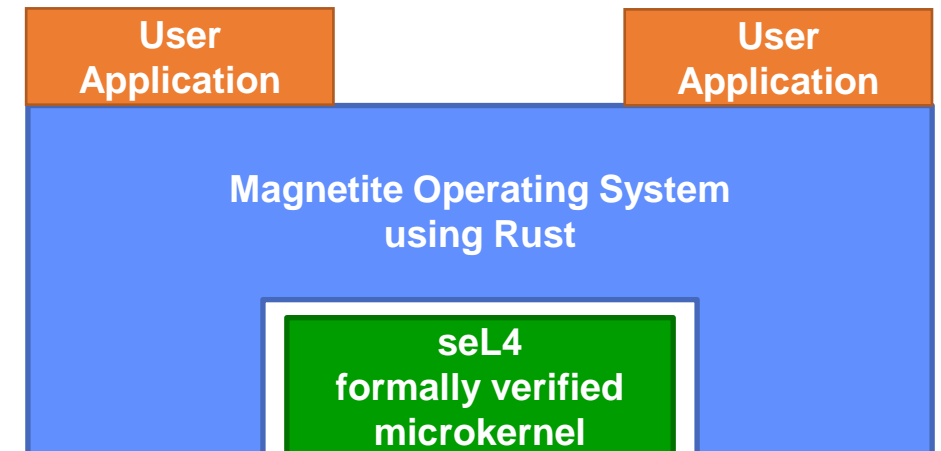 User
Application
User
Application
Magnetite Operating System
using Rust
seL4
formally verified
microkernel